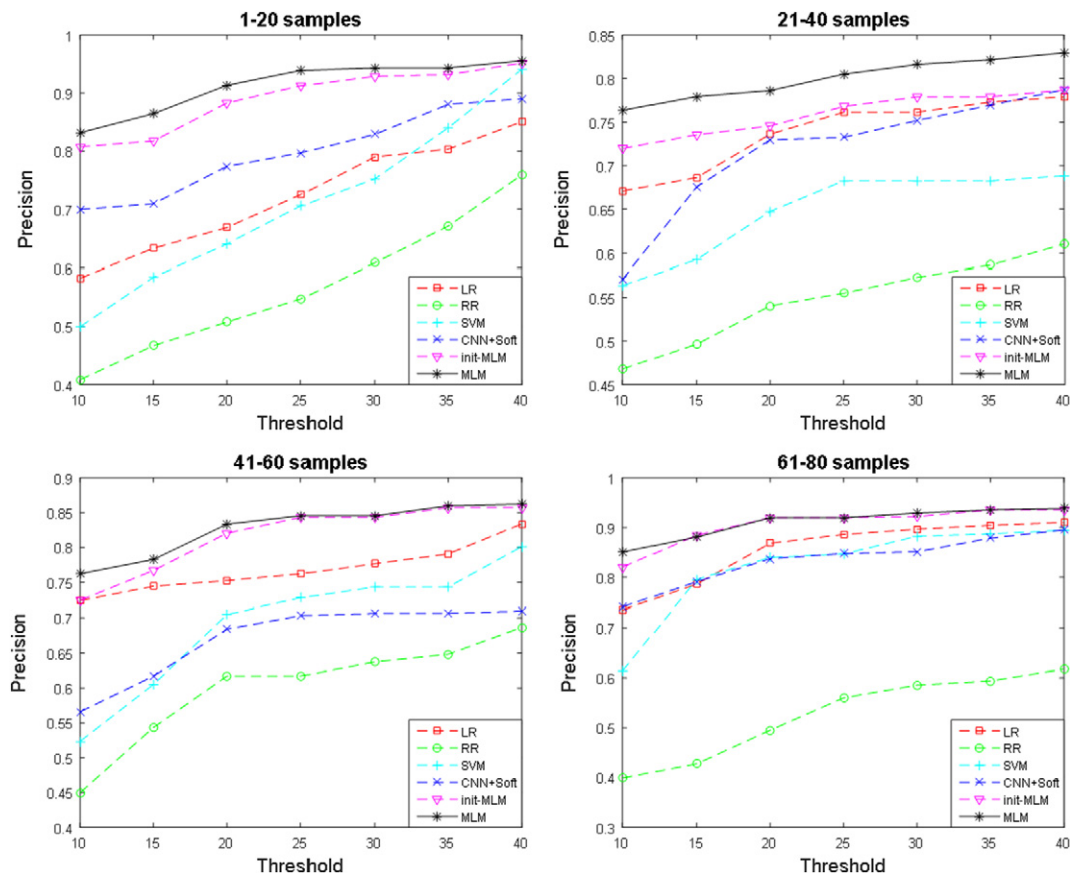 1-20 samples
Precision
1
0.9
0.8
0.7
0.6
0.5
0.4
10 15 20 25 30 35 40
Threshold
LR
RR
SVM
CNN+Soft
init-MLM
MLM
21-40 samples
Precision
0.85
0.8
0.75
0.7
0.65
0.6
0.55
0.5
0.45
10 15 20 25 30 35 40
Threshold
LR
RR
SVM
CNN+Soft
init-MLM
MLM
41-60 samples
Precision
0.9
0.85
0.8
0.75
0.7
0.65
0.6
0.55
0.5
0.45
0.4
10 15 20 25 30 35 40
Threshold
LR
RR
SVM
CNN+Soft
init-MLM
MLM
61-80 samples
Precision
1
0.9
0.8
0.7
0.6
0.5
0.4
0.3
10 15 20 25 30 35 40
Threshold
LR
RR
SVM
CNN+Soft
init-MLM
MLM